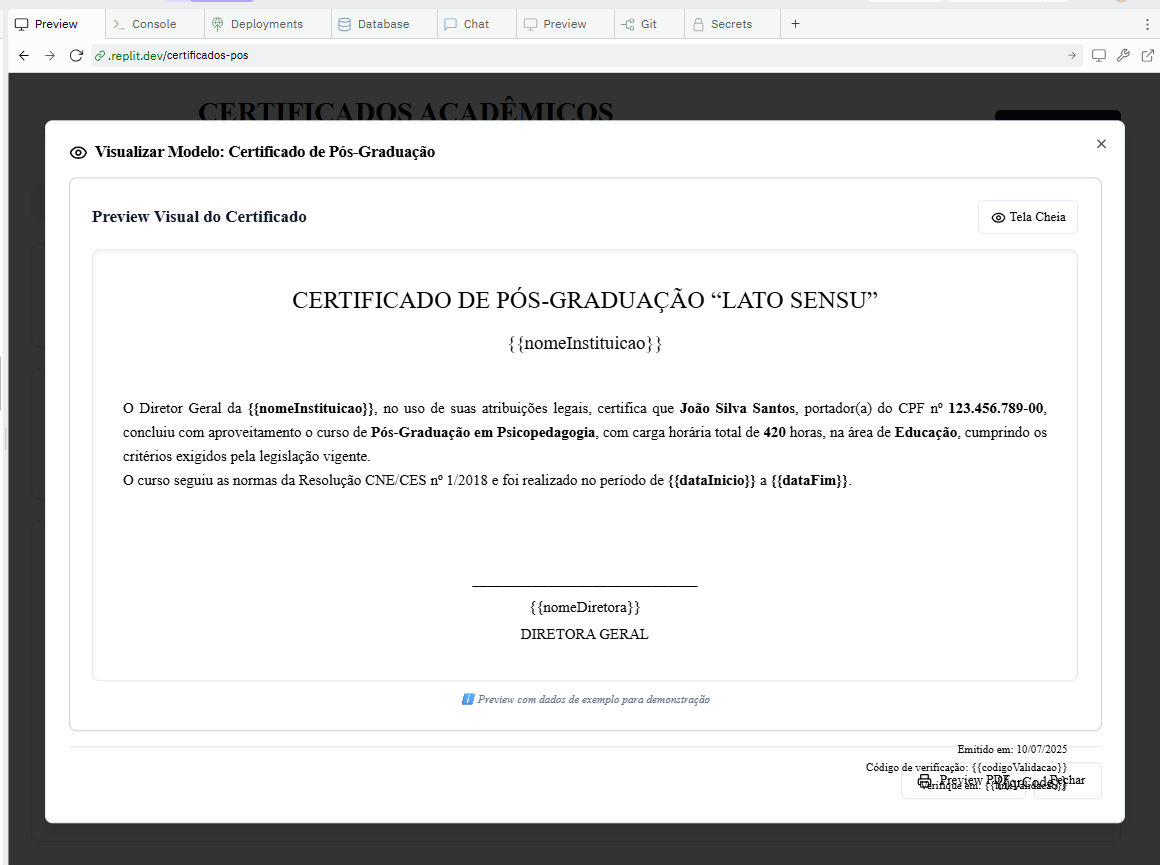 Preview
Console
Deployments
Database
Chat
Preview
Git
Secrets
.replit.dev/certificados-pos
CERTIFICADOS ACADÊMICOS
Visualizar Modelo: Certificado de Pós-Graduação
Preview Visual do Certificado
Tela Cheia
CERTIFICADO DE PÓS-GRADUAÇÃO “LATO SENSU”
{{nomeInstituicao}}
O Diretor Geral da {{nomeInstituicao}}, no uso de suas atribuições legais, certifica que João Silva Santos, portador(a) do CPF nº 123.456.789-00,
concluiu com aproveitamento o curso de Pós-Graduação em Psicopedagogia, com carga horária total de 420 horas, na área de Educação, cumprindo os
critérios exigidos pela legislação vigente.
O curso seguiu as normas da Resolução CNE/CES nº 1/2018 e foi realizado no período de {{dataInicio}} a {{dataFim}}.
{{nomeDiretora}}
DIRETORA GERAL
Preview com dados de exemplo para demonstração
Emitido em: 10/07/2025
Código de verificação: {{codigoValidacao}}
Preview PDF
Fechar
Verifique em: